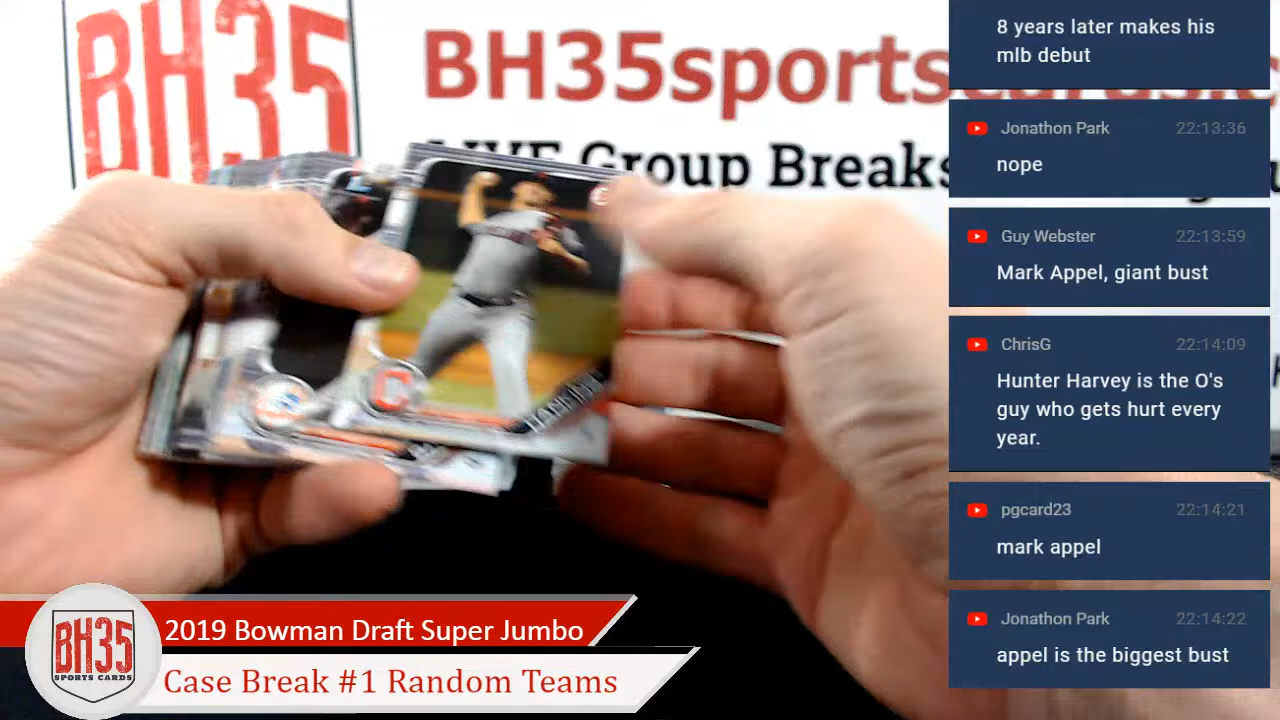 BH35
SPORTS CARDS
BH35sports
LIVE Group Breaks
C
2019 Bowman Draft Super Jumbo
Case Break #1 Random Teams
BH35
SPORTS CARDS
8 years later makes his
mlb debut
Jonathon Park 22:13:36
nope
Guy Webster 22:13:59
Mark Appel, giant bust
ChrisG 22:14:09
Hunter Harvey is the O's
guy who gets hurt every
year.
pgcard23 22:14:21
mark appel
Jonathon Park 22:14:22
appel is the biggest bust